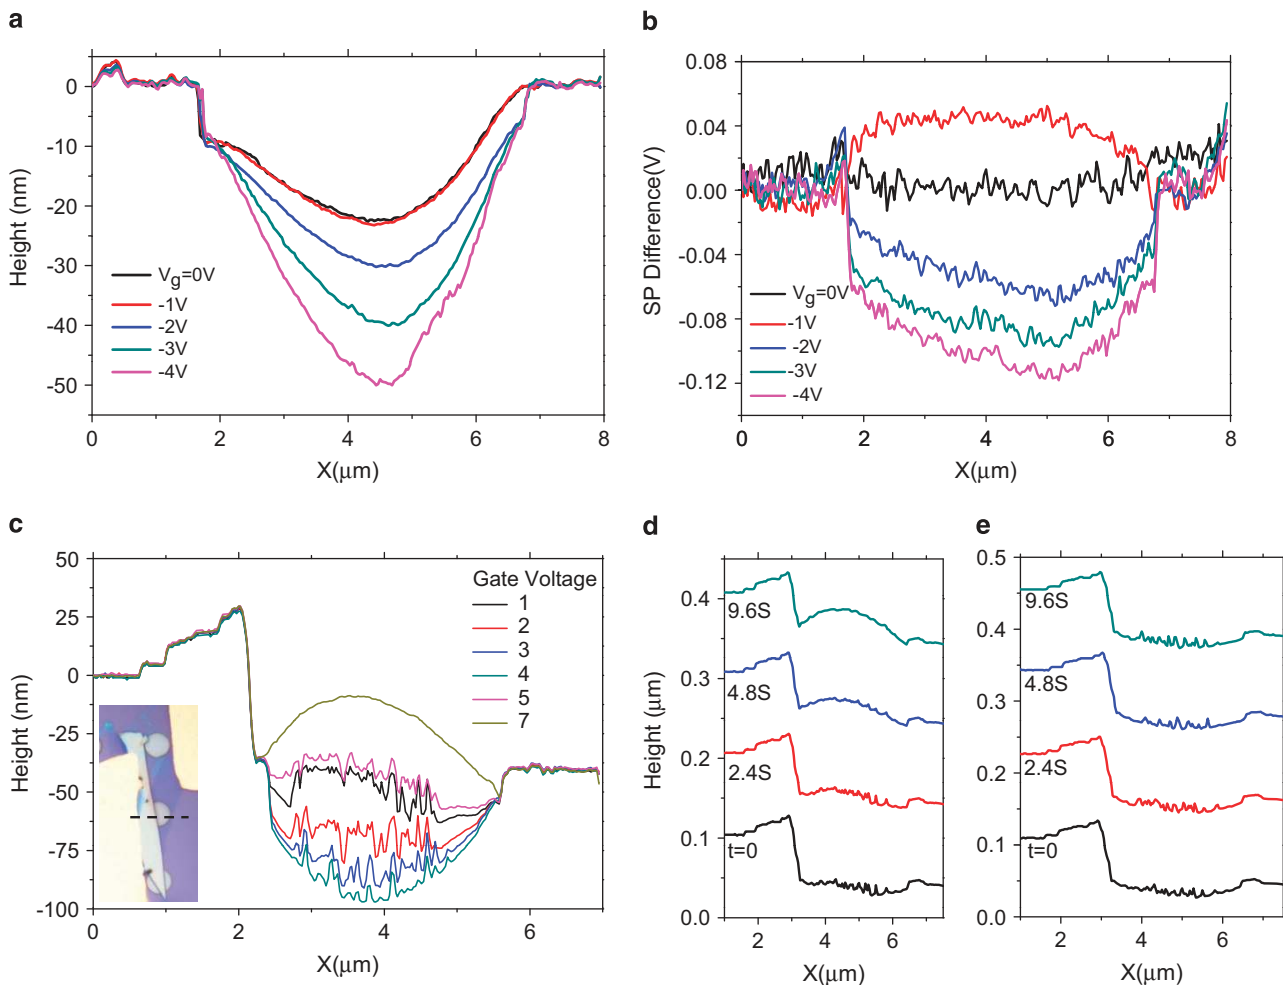 a
0
-10
-20
-30
-40
-50
Height (nm)
Vg=0V
-1V
-2V
-3V
-4V
0 2 4 6 8
X(μm)
b
0.08
0.04
0.00
-0.04
-0.08
-0.12
SP Difference(V)
Vg=0V
-1V
-2V
-3V
-4V
0 2 4 6 8
X(μm)
c
50
25
0
-25
-50
-75
-100
Height (nm)
Gate Voltage
1
2
3
4
5
7
0 2 4 6
X(μm)
d
0.4
0.3
0.2
0.1
0.0
Height (μm)
9.6S
4.8S
2.4S
t=0
2 4 6
X(μm)
e
0.5
0.4
0.3
0.2
0.1
0.0
9.6S
4.8S
2.4S
t=0
2 4 6
X(μm)